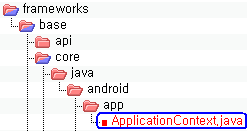 frameworks
base
api
core
java
android
app
ApplicationContext.java